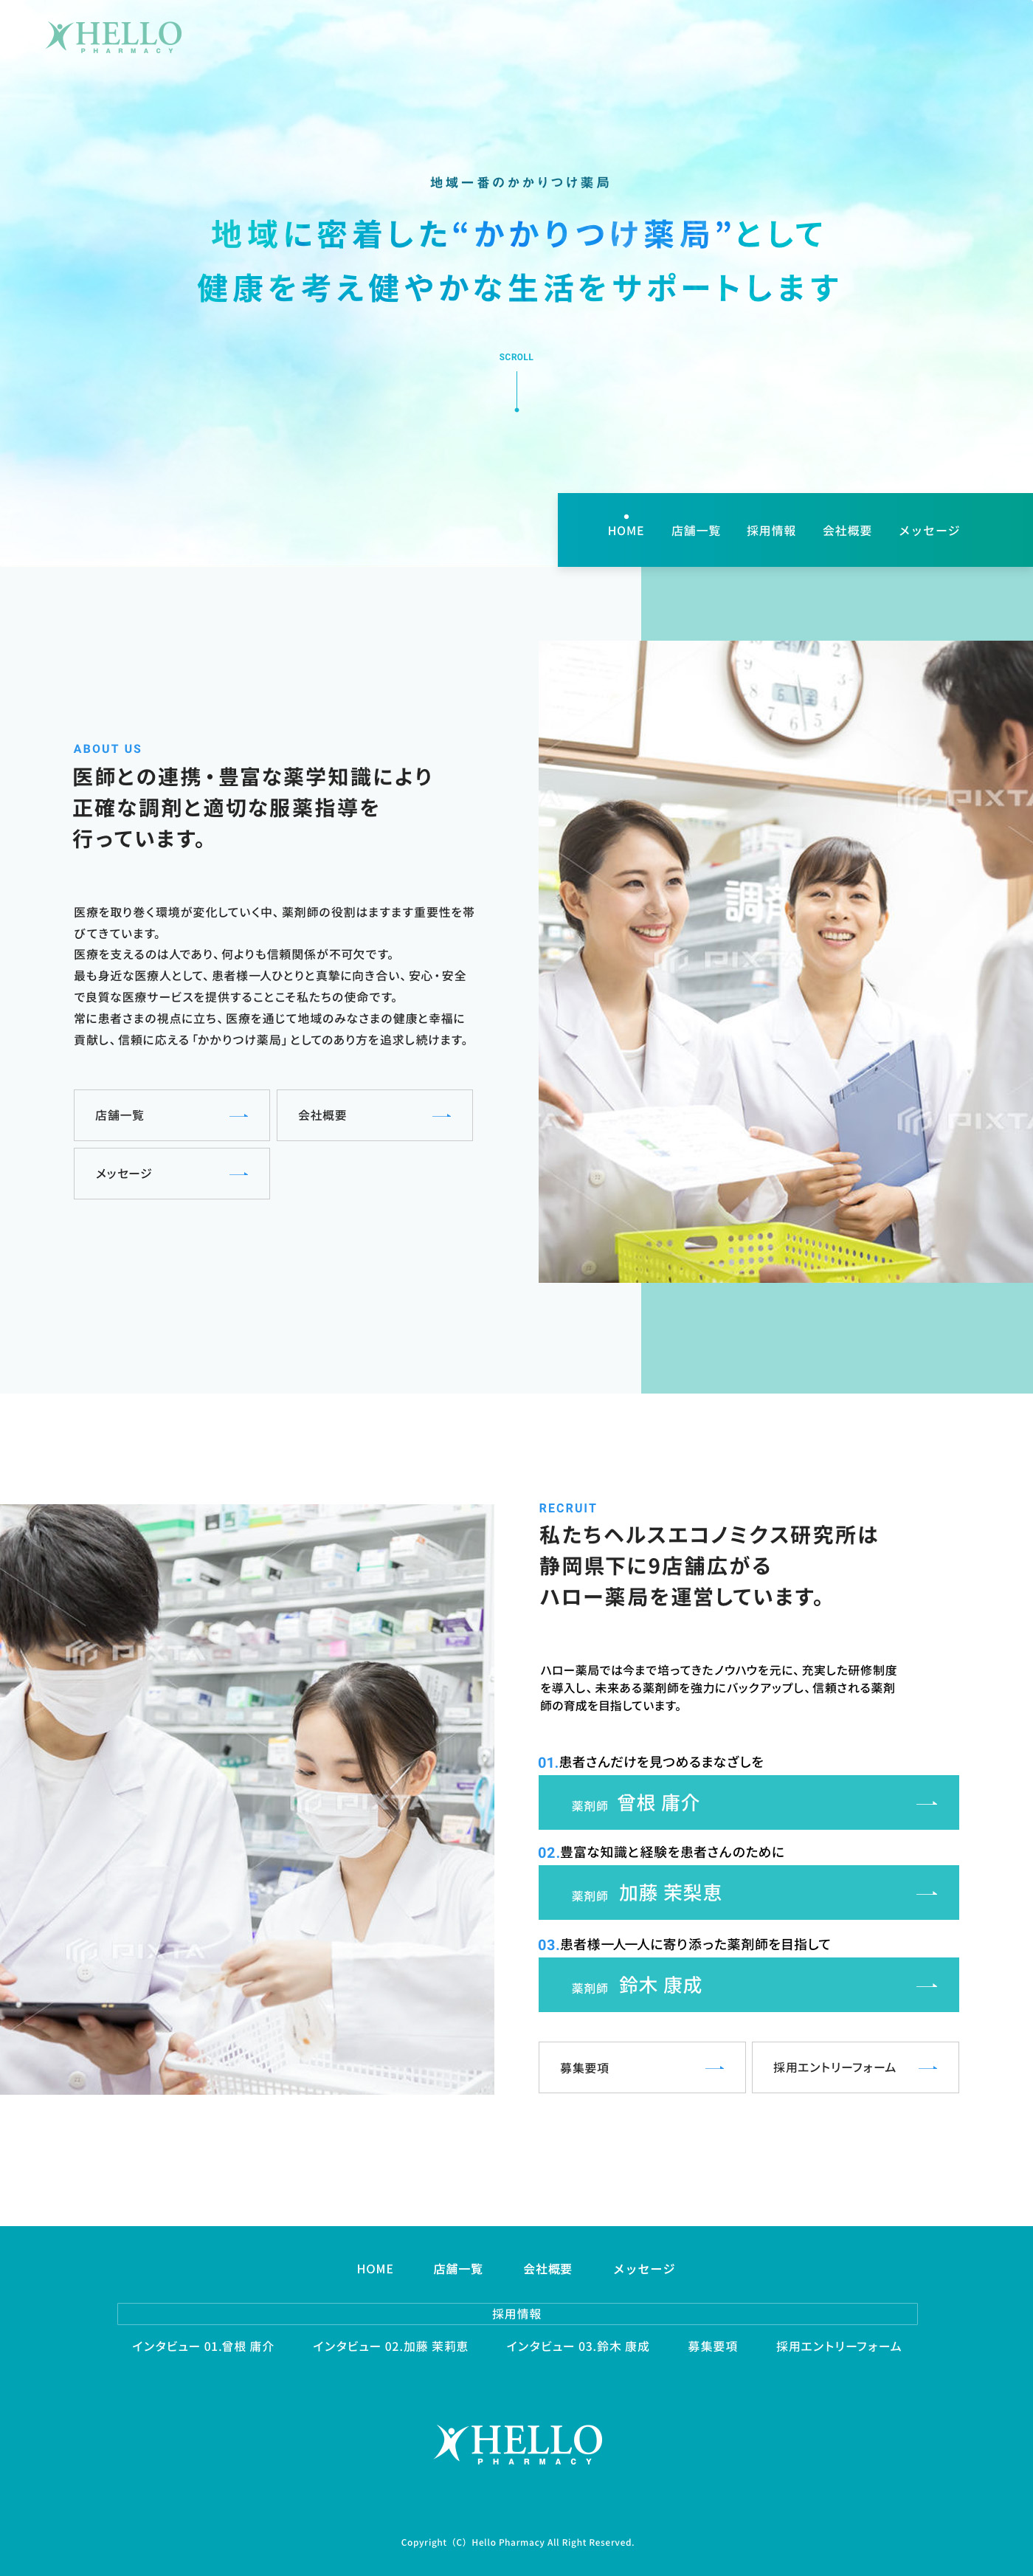 HELLO
PHARMACY
地域一番のかかりつけ薬局
地域に密着した“かかりつけ薬局”として
健康を考え健やかな生活をサポートします
SCROLL
HOME 店舗一覧 採用情報 会社概要 メッセージ
ABOUT US
医師との連携・豊富な薬学知識により
正確な調剤と適切な服薬指導を
行っています。
医療を取り巻く環境が変化していく中、薬剤師の役割はますます重要性を帯
びてきています。
医療を支えるのは人であり、何よりも信頼関係が不可欠です。
最も身近な医療人として、患者様一人ひとりと真摯に向き合い、安心・安全
で良質な医療サービスを提供することこそ私たちの使命です。
常に患者さまの視点に立ち、医療を通じて地域のみなさまの健康と幸福に
貢献し、信頼に応える「かかりつけ薬局」としてのあり方を追求し続けます。
店舗一覧 会社概要
メッセージ
調剤
PIXTA
PIXTA
PIXTA
RECRUIT
私たちヘルスエコノミクス研究所は
静岡県下に9店舗広がる
ハロー薬局を運営しています。
ハロー薬局では今まで培ってきたノウハウを元に、充実した研修制度
を導入し、未来ある薬剤師を強力にバックアップし、信頼される薬剤
師の育成を目指しています。
01.患者さんだけを見つめるまなざしを
薬剤師 曽根 庸介
02.豊富な知識と経験を患者さんのために
薬剤師 加藤 茉梨恵
03.患者様一人一人に寄り添った薬剤師を目指して
薬剤師 鈴木 康成
募集要項 採用エントリーフォーム
PIXTA
PIXTA
PIXTA
HOME 店舗一覧 会社概要 メッセージ
採用情報
インタビュー 01.曽根 庸介 インタビュー 02.加藤 茉莉恵 インタビュー 03.鈴木 康成 募集要項 採用エントリーフォーム
HELLO
PHARMACY
Copyright（C）Hello Pharmacy All Right Reserved.